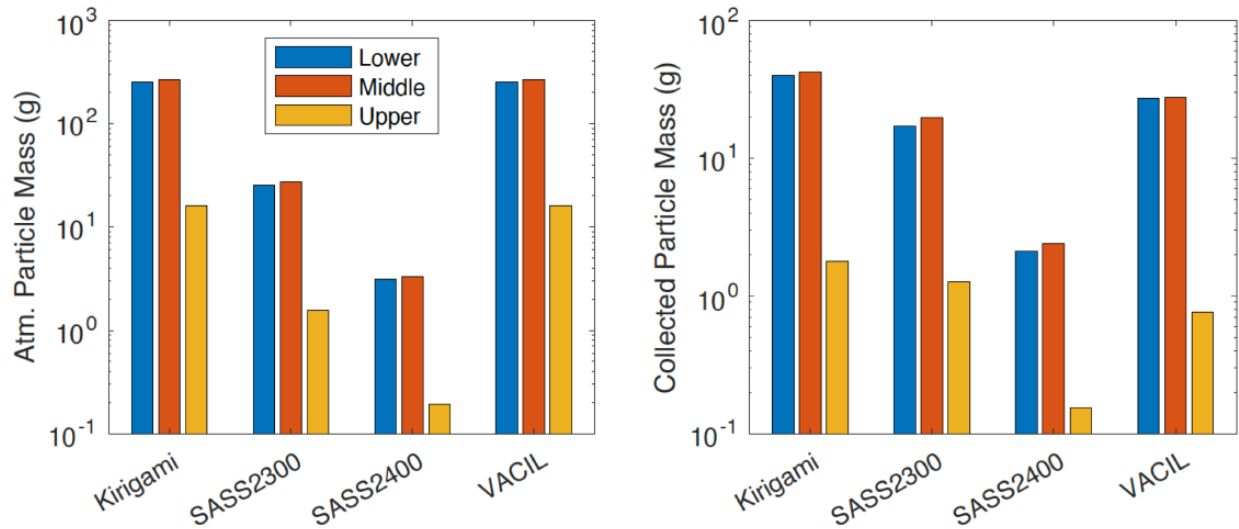 Atm. Particle Mass (g)
10^3
10^2
10^1
10^0
10^-1
Lower
Middle
Upper
Kirigami
SASS2300
SASS2400
VACIL
Collected Particle Mass (g)
10^2
10^1
10^0
10^-1
Kirigami
SASS2300
SASS2400
VACIL